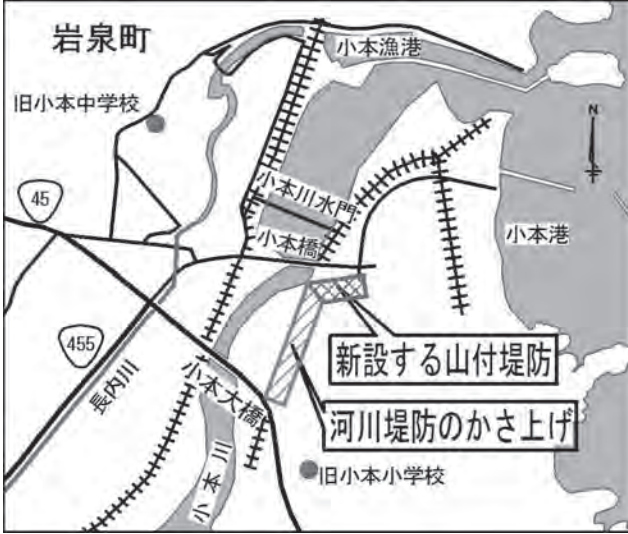 岩泉町
小本漁港
旧小本中学校
N
45
小本川水門
小本橋
小本港
新設する山付堤防
455
長内川
小本大橋
河川堤防のかさ上げ
小本川
旧小本小学校